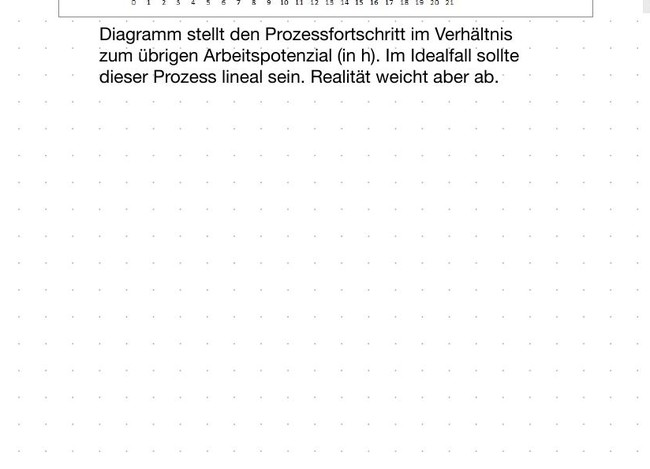 0 1 2 3 4 5 6 7 8 9 10 11 12 13 14 15 16 17 18 19 20 21
Diagramm stellt den Prozessfortschritt im Verhältnis
zum übrigen Arbeitspotenzial (in h). Im Idealfall sollte
dieser Prozess lineal sein. Realität weicht aber ab.